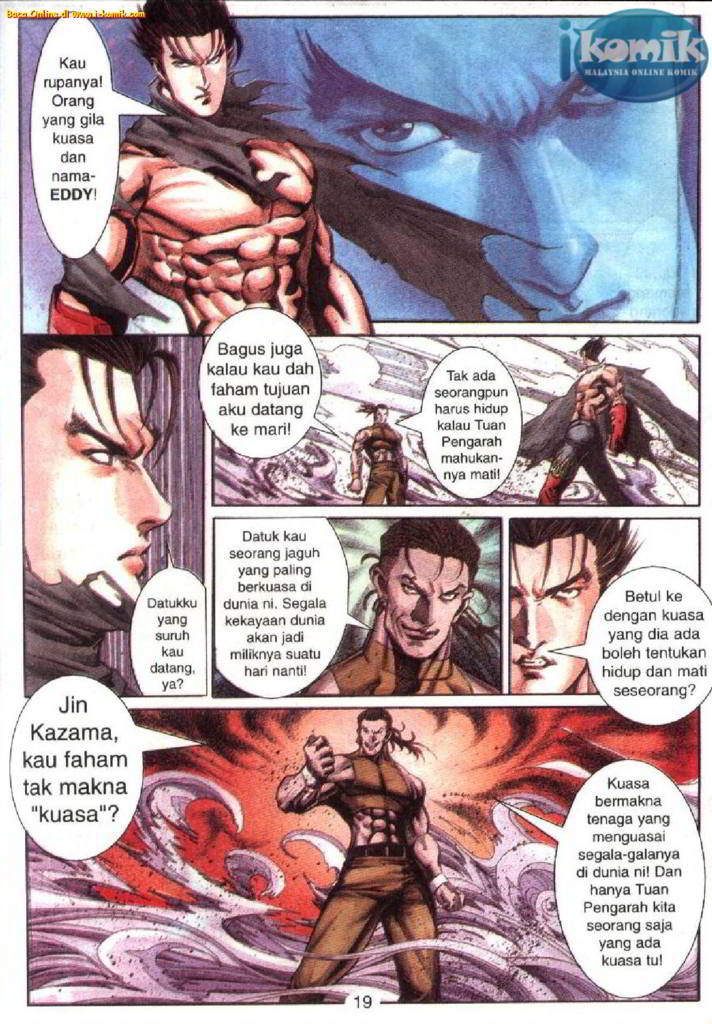 Baca Online di www.i-komik.com
ikomik
MALAYSIA ONLINE KOMIK
Kau
rupanya!
Orang
yang gila
kuasa
dan
nama-
EDDY!
Bagus juga
kalau kau dah
faham tujuan
aku datang
ke mari!
Tak ada
seorangpun
harus hidup
kalau Tuan
Pengarah
mahukan-
nya mati!
Datukku
yang
suruh
kau
datang,
ya?
Datuk kau
seorang jaguh
yang paling
berkuasa di
dunia ni. Segala
kekayaan dunia
akan jadi
miliknya suatu
hari nanti!
Betul ke
dengan kuasa
yang dia ada
boleh tentukan
hidup dan mati
seseorang?
Jin
Kazama,
kau faham
tak makna
"kuasa"?
Kuasa
bermakna
tenaga yang
menguasai
segala-galanya
di dunia ni! Dan
hanya Tuan
Pengarah kita
seorang saja
yang ada
kuasa tu!
19